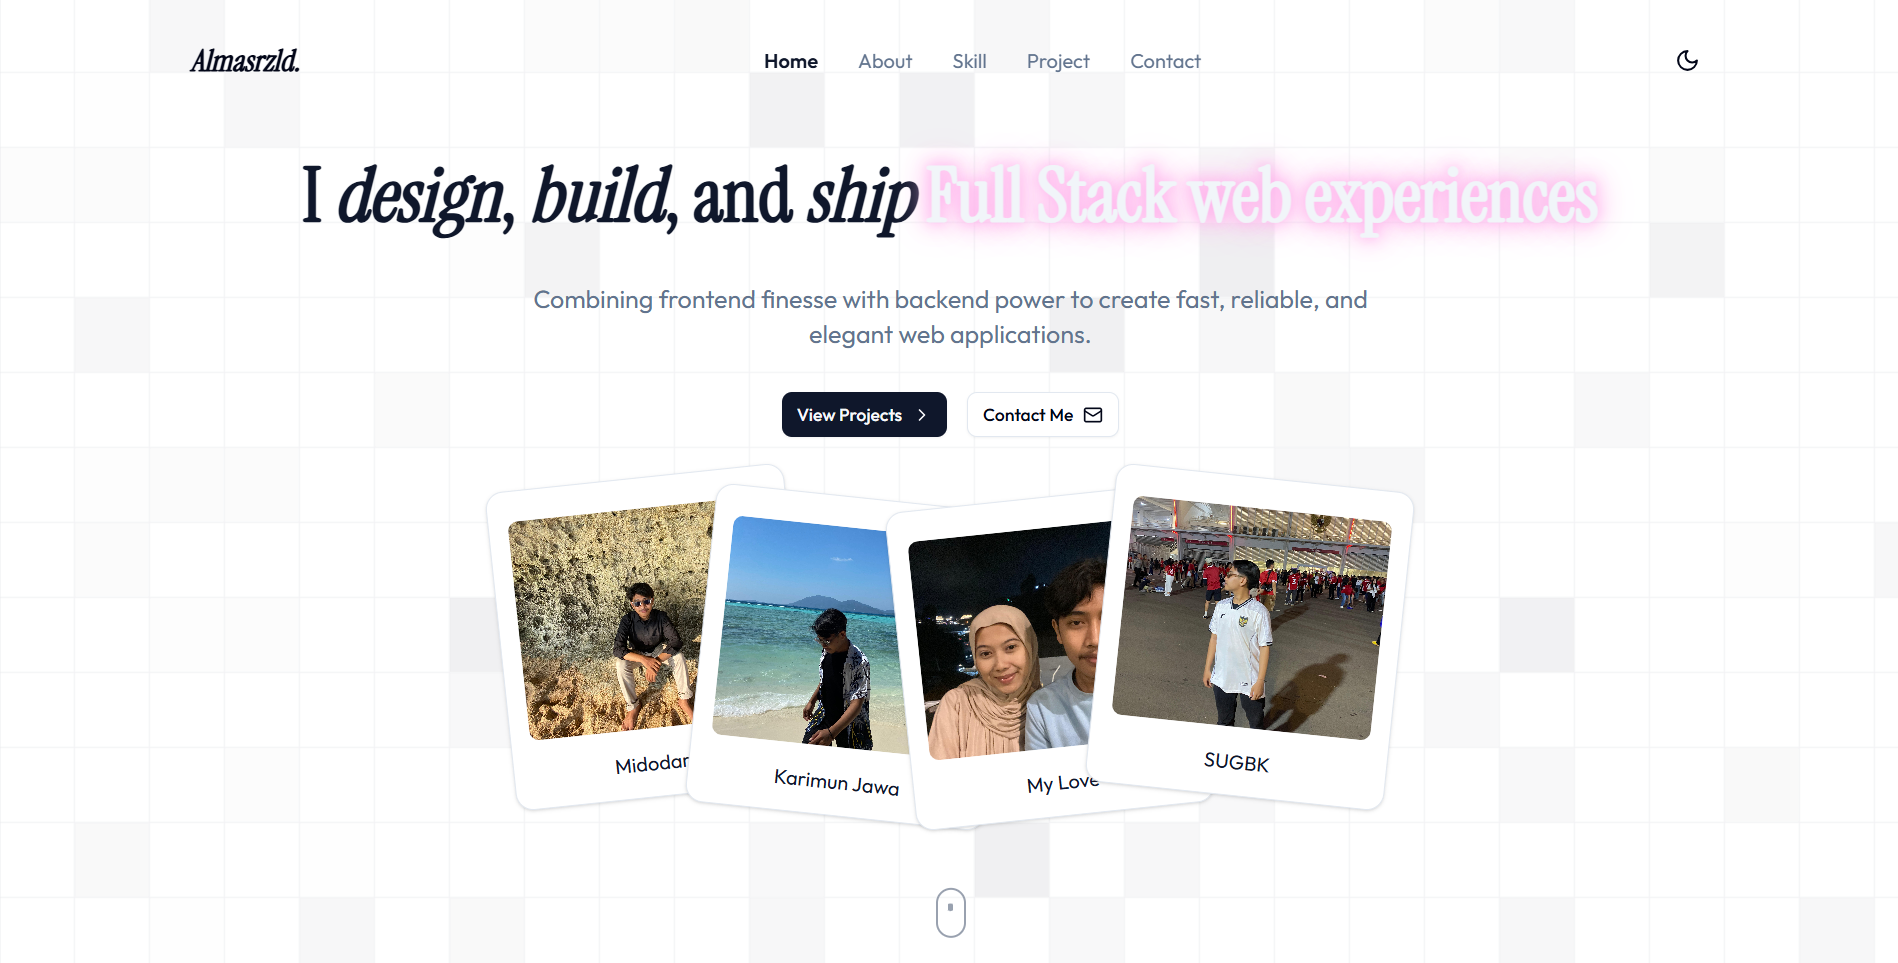 Almasrzld.
Home About Skill Project Contact
I design, build, and ship Full Stack web experiences
Combining frontend finesse with backend power to create fast, reliable, and
elegant web applications.
View Projects
Contact Me
Midodar
Karimun Jawa
My Love
SUGBK